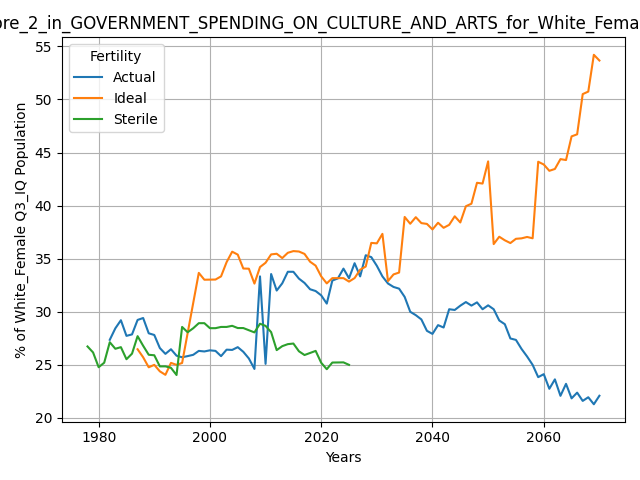 ore_2_in_GOVERNMENT_SPENDING_ON_CULTURE_AND_ARTS_for_White_Fema
Fertility
Actual
Ideal
Sterile
% of White_Female Q3_IQ Population
55
50
45
40
35
30
25
20
1980
2000
2020
2040
2060
Years